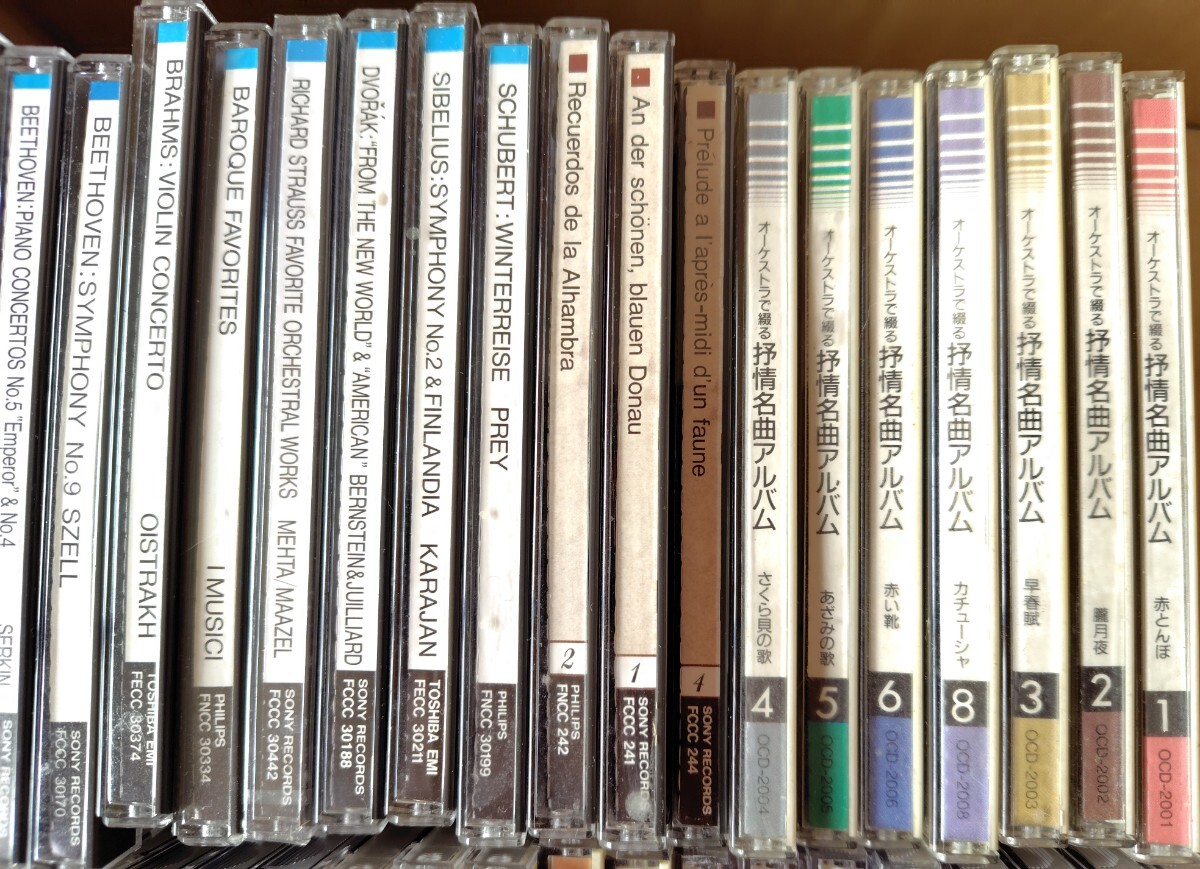 BEETHOVEN:PIANO CONCERTOS No.5 "Emperor" & No.4 SERKIN
SONY RECORDS
BEETHOVEN:SYMPHONY No.9 SZELL
SONY RECORDS
FCCC 30170
BRAHMS:VIOLIN CONCERTO OISTRAKH
TOSHIBA EMI
FECC 30374
BAROQUE FAVORITES I MUSICI
PHILIPS
FNCC 30334
RICHARD STRAUSS FAVORITE ORCHESTRAL WORKS MEHTA/MAAZEL
SONY RECORDS
FCCC 30442
DVOŘÁK:"FROM THE NEW WORLD" & "AMERICAN" BERNSTEIN&JUILLIARD
SONY RECORDS
FCCC 30188
SIBELIUS:SYMPHONY No.2 & FINLANDIA KARAJAN
TOSHIBA EMI
FECC 30211
SCHUBERT:WINTERREISE PREY
PHILIPS
FNCC 30199
Recuerdos de la Alhambra
2
PHILIPS
FNCC 242
An der schönen, blauen Donau
1
SONY RECOR
FCCC 241
Prélude a l'après-midi d'un faune
4
SONY RECORDS
FCCC 244
オーケストラで綴る 抒情名曲アルバム さくら貝の歌
4
OCD-2004
オーケストラで綴る 抒情名曲アルバム あざみの歌
5
オーケストラで綴る 抒情名曲アルバム 赤い靴
6
OCD-2006
オーケストラで綴る 抒情名曲アルバム カチューシャ
8
OCD-2008
オーケストラで綴る 抒情名曲アルバム 早春賦
3
OCD-2003
オーケストラで綴る 抒情名曲アルバム 朧月夜
2
OCD-2002
オーケストラで綴る 抒情名曲アルバム 赤とんぼ
1
OCD-2001